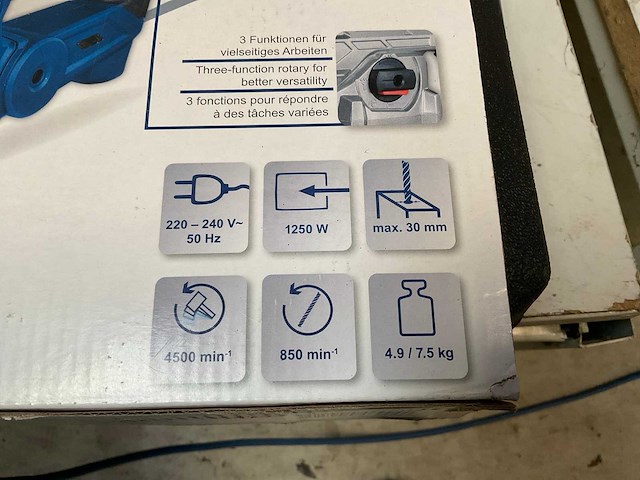 3 Funktionen für
vielseitiges Arbeiten
Three-function rotary for
better versatility
3 fonctions pour répondre
à des tâches variées
220 – 240 V~
50 Hz
1250 W
max. 30 mm
4500 min-1
850 min-1
4.9 / 7.5 kg